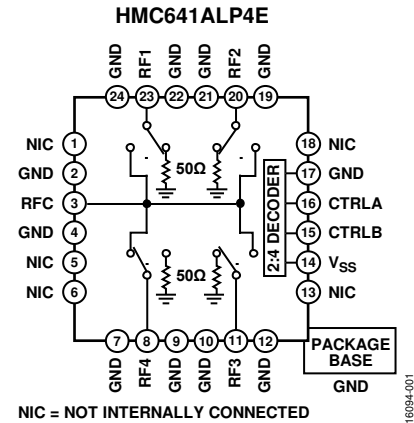 HMC641ALP4E
GND
RF1
GND
GND
RF2
GND
24
23
22
21
20
19
NIC 1
GND 2
RFC 3
GND 4
NIC 5
NIC 6
50Ω
50Ω
2:4 DECODER
18 NIC
17 GND
16 CTRLA
15 CTRLB
14 VSS
13 NIC
7
8
9
10
11
12
GND
RF4
GND
GND
RF3
GND
PACKAGE
BASE
GND
NIC = NOT INTERNALLY CONNECTED
16094-001